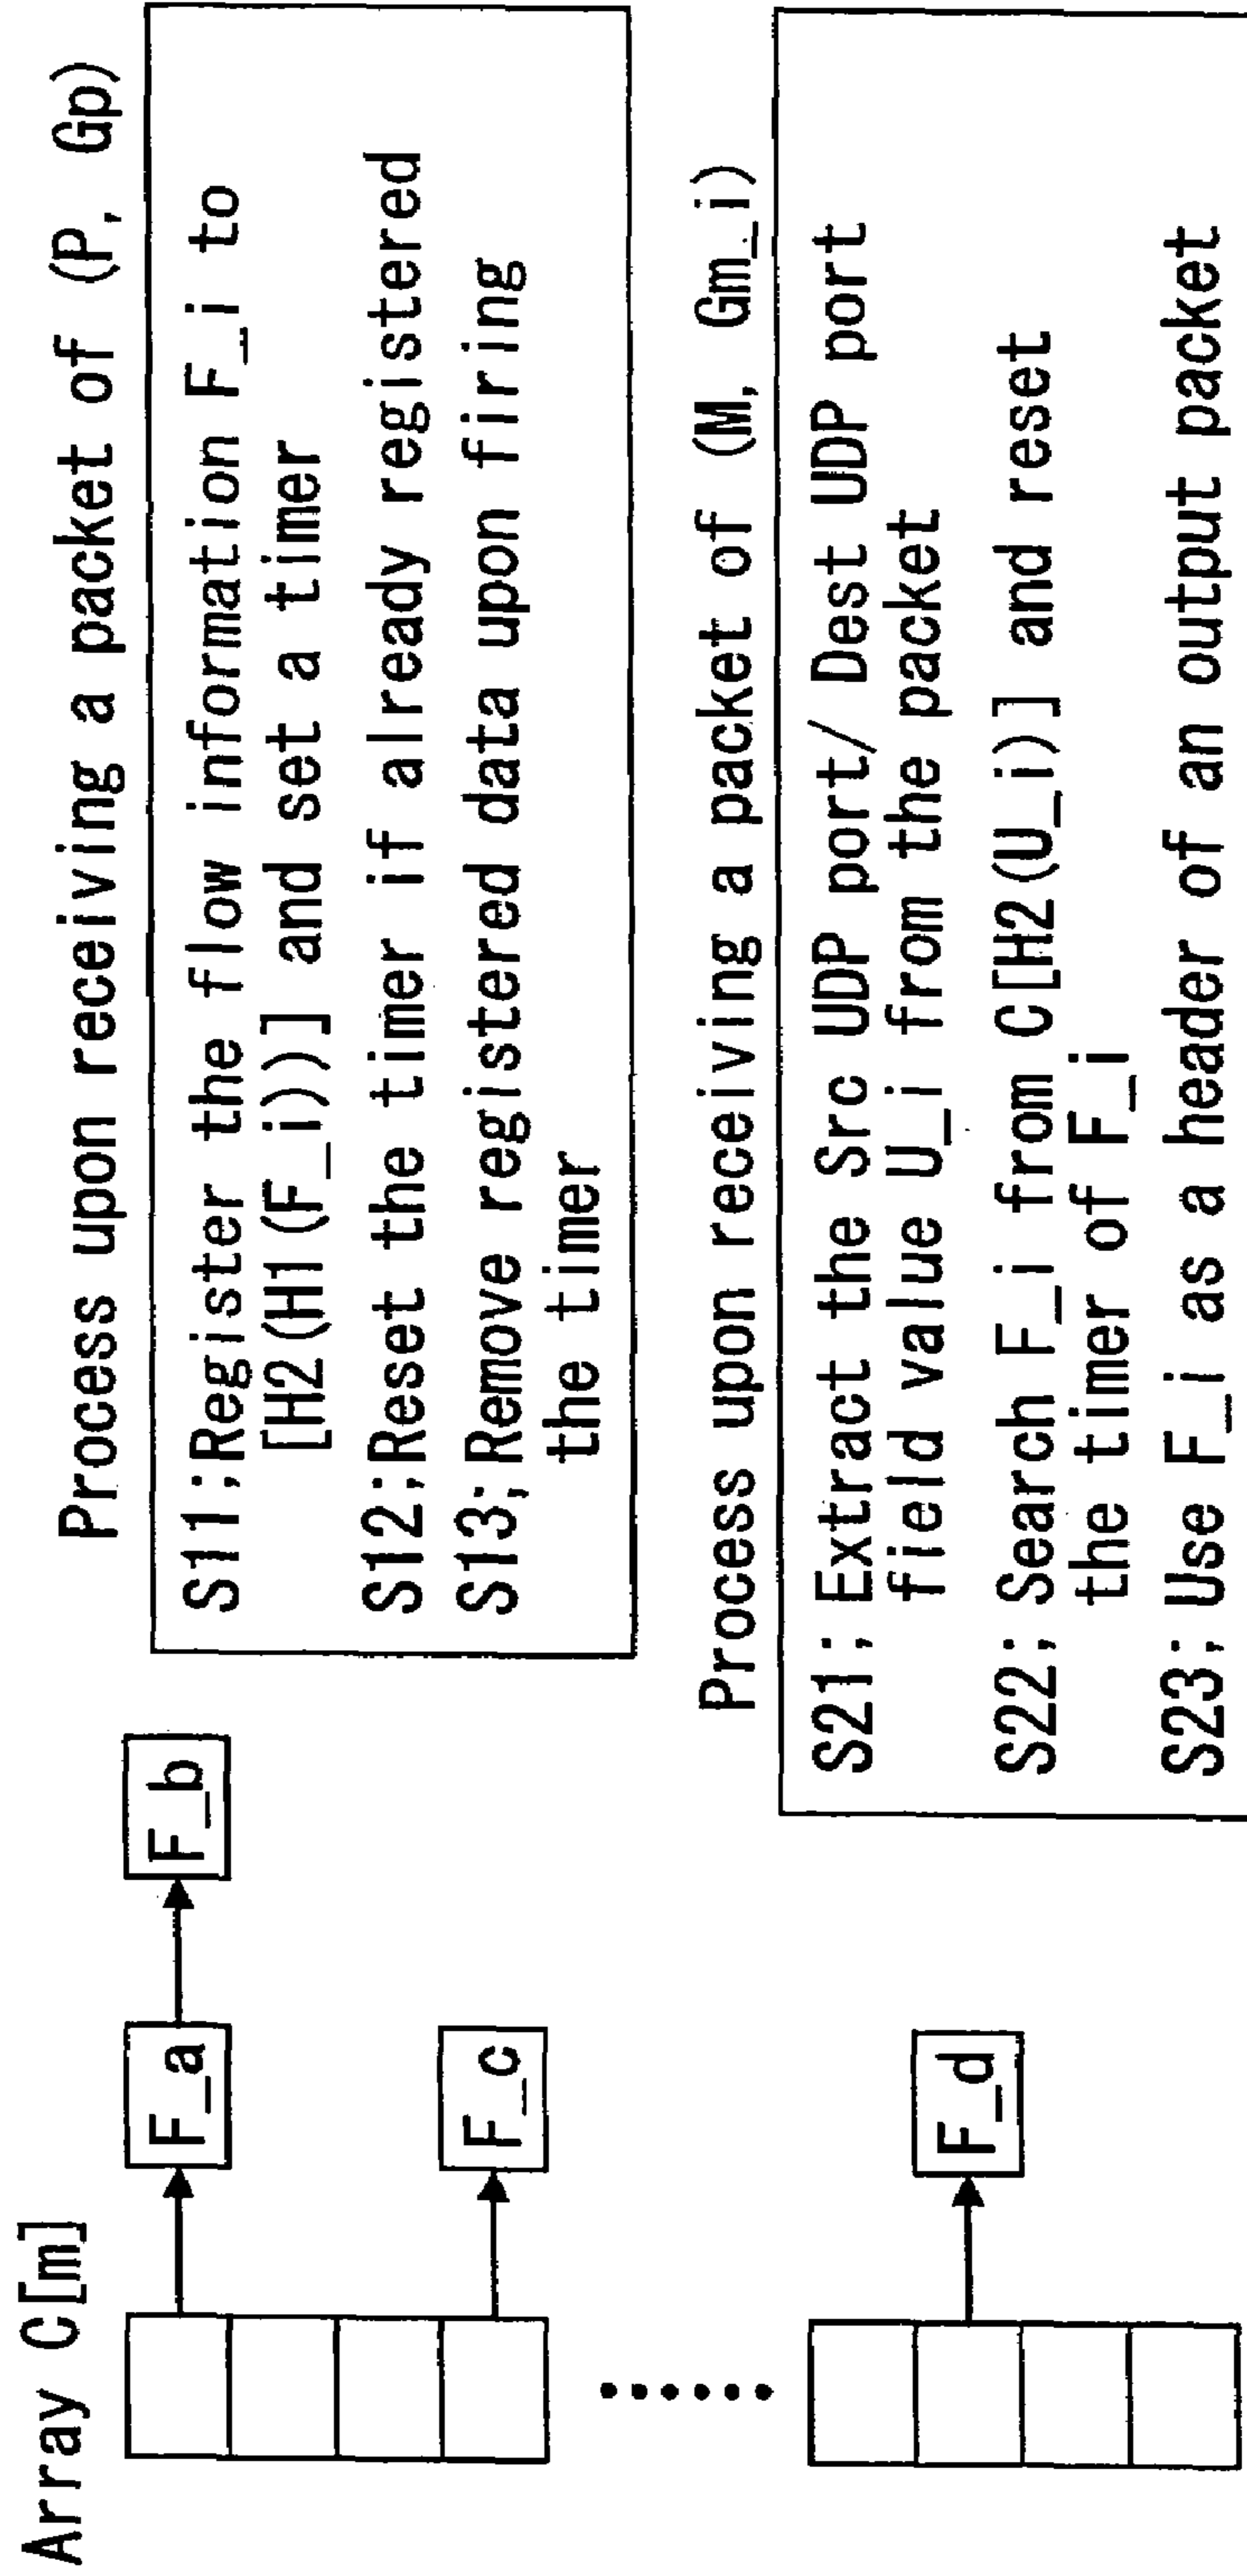 Array C[m]
F_a
F_b
F_c
F_d
Process upon receiving a packet of (P, Gp)
S11;Register the flow information F_i to
[H2(H1(F_i))] and set a timer
S12;Reset the timer if already registered
S13;Remove registered data upon firing
the timer
Process upon receiving a packet of (M, Gm_i)
S21;Extract the Src UDP port/ Dest UDP port
field value U_i from the packet
S22;Search F_i from C[H2(U_i)] and reset
the timer of F_i
S23;Use F_i as a header of an output packet